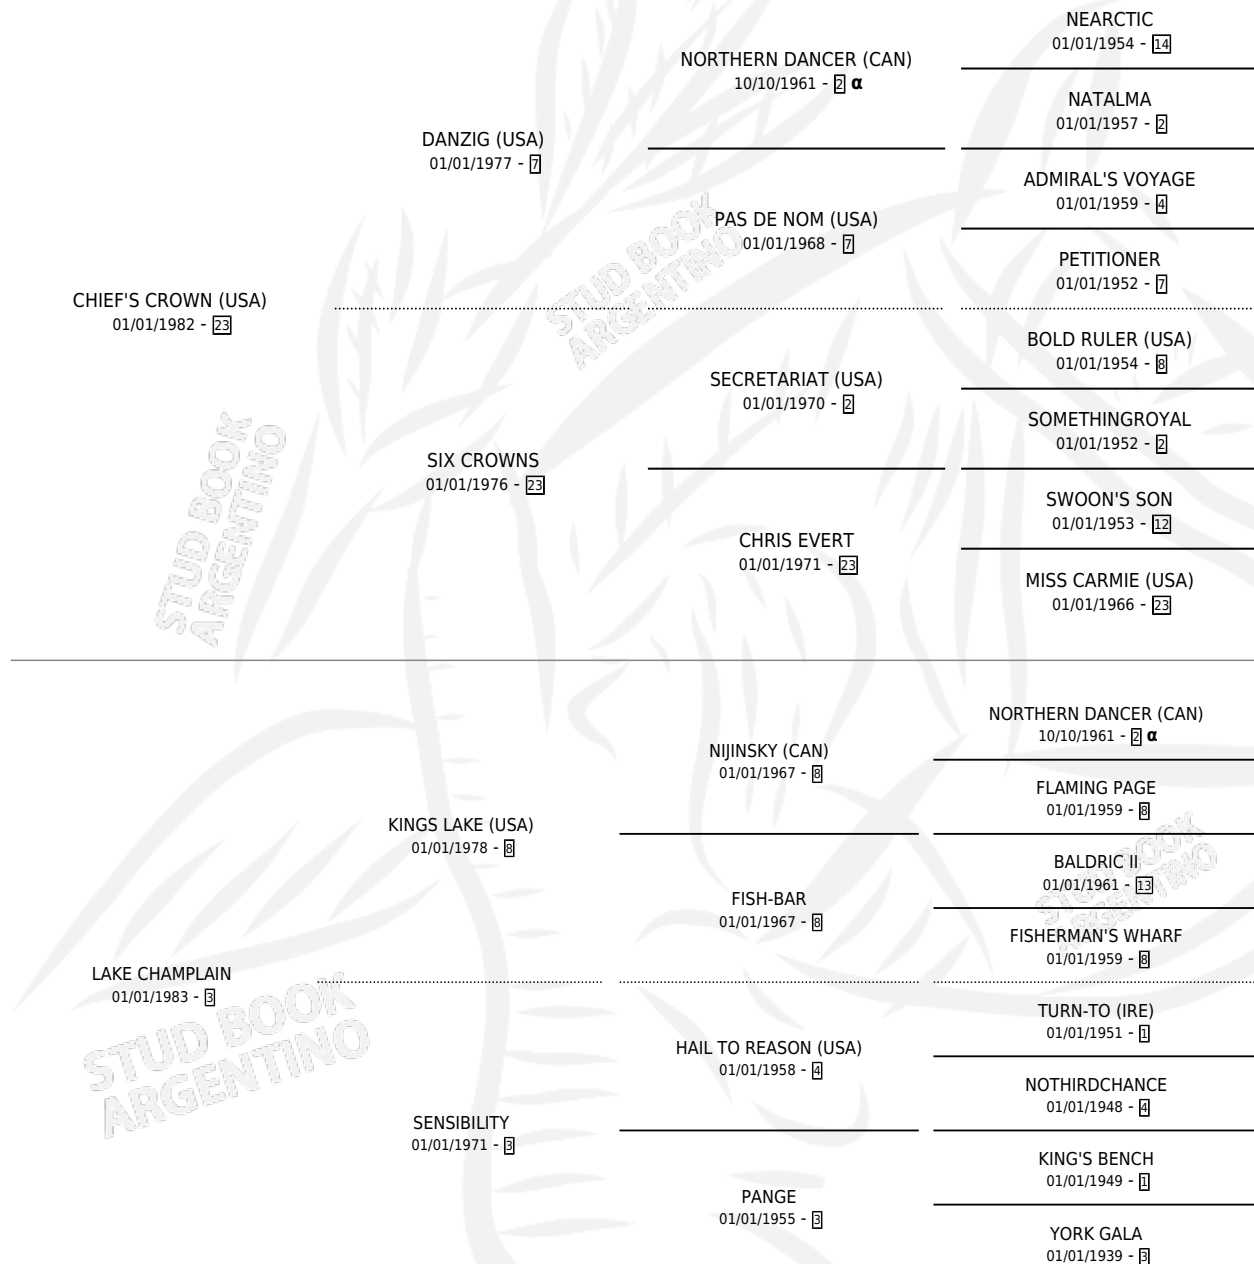 NEARCTIC
01/01/1954 - 14
NORTHERN DANCER (CAN)
10/10/1961 - 2 α
NATALMA
01/01/1957 - 2
DANZIG (USA)
01/01/1977 - 7
ADMIRAL'S VOYAGE
01/01/1959 - 4
PAS DE NOM (USA)
01/01/1968 - 7
PETITIONER
01/01/1952 - 7
STUD BOOK
ARGENTINO
CHIEF'S CROWN (USA)
01/01/1982 - 23
BOLD RULER (USA)
01/01/1954 - 8
SECRETARIAT (USA)
01/01/1970 - 2
SOMETHINGROYAL
01/01/1952 - 2
SIX CROWNS
01/01/1976 - 23
SWOON'S SON
01/01/1953 - 12
CHRIS EVERT
01/01/1971 - 23
MISS CARMIE (USA)
01/01/1966 - 23
STUD BOOK
ARGENTINO
NORTHERN DANCER (CAN)
10/10/1961 - 2 α
NIJINSKY (CAN)
01/01/1967 - 8
FLAMING PAGE
01/01/1959 - 8
KINGS LAKE (USA)
01/01/1978 - 8
BALDRIC II
01/01/1961 - 13
FISH-BAR
01/01/1967 - 8
FISHERMAN'S WHARF
01/01/1959 - 8
STUD BOOK
ARGENTINO
LAKE CHAMPLAIN
01/01/1983 - 3
TURN-TO (IRE)
01/01/1951 - 1
HAIL TO REASON (USA)
01/01/1958 - 4
NOTHIRDCHANCE
01/01/1948 - 4
SENSIBILITY
01/01/1971 - 3
KING'S BENCH
01/01/1949 - 1
PANGE
01/01/1955 - 3
YORK GALA
01/01/1939 - 3
STUD BOOK
ARGENTINO